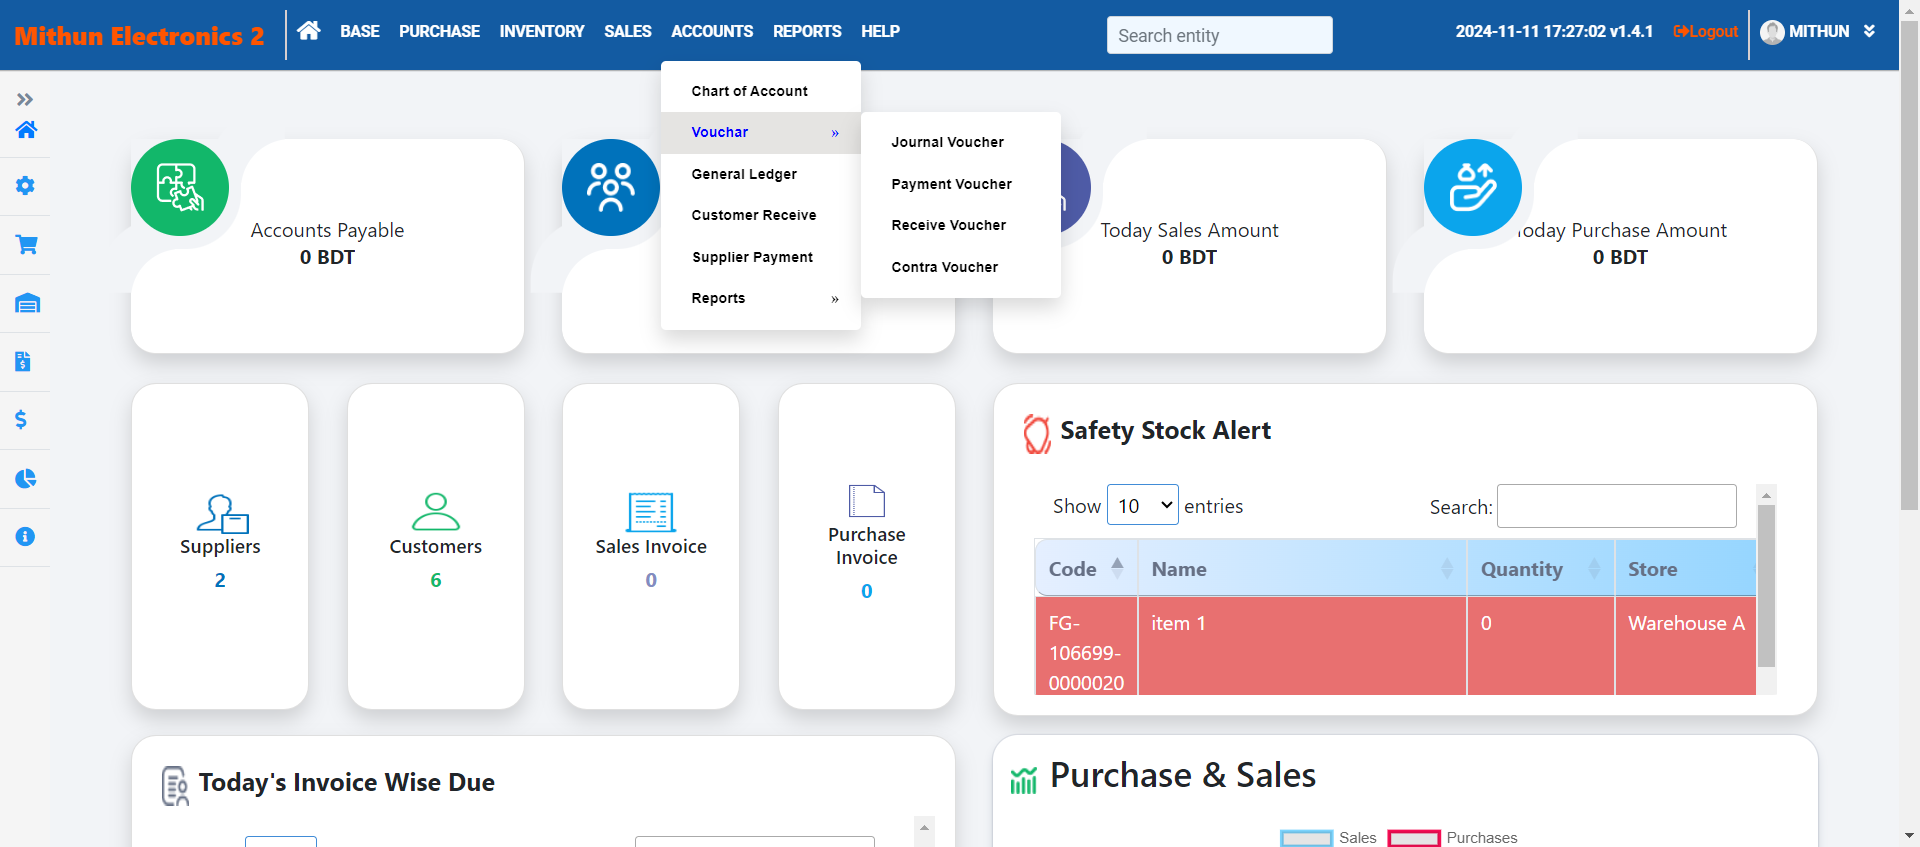 Mithun Electronics 2
BASE PURCHASE INVENTORY SALES ACCOUNTS REPORTS HELP
Search entity
2024-11-11 17:27:02 v1.4.1
Logout
MITHUN
Chart of Account
Vouchar »
General Ledger
Customer Receive
Supplier Payment
Reports »
Journal Voucher
Payment Voucher
Receive Voucher
Contra Voucher
Accounts Payable
0 BDT
Today Sales Amount
0 BDT
Today Purchase Amount
0 BDT
Suppliers
2
Customers
6
Sales Invoice
0
Purchase
Invoice
0
Safety Stock Alert
Show 10 entries
Search:
Code Name Quantity Store
FG-
106699-
0000020
item 1
0
Warehouse A
Today's Invoice Wise Due
Purchase & Sales
Sales Purchases